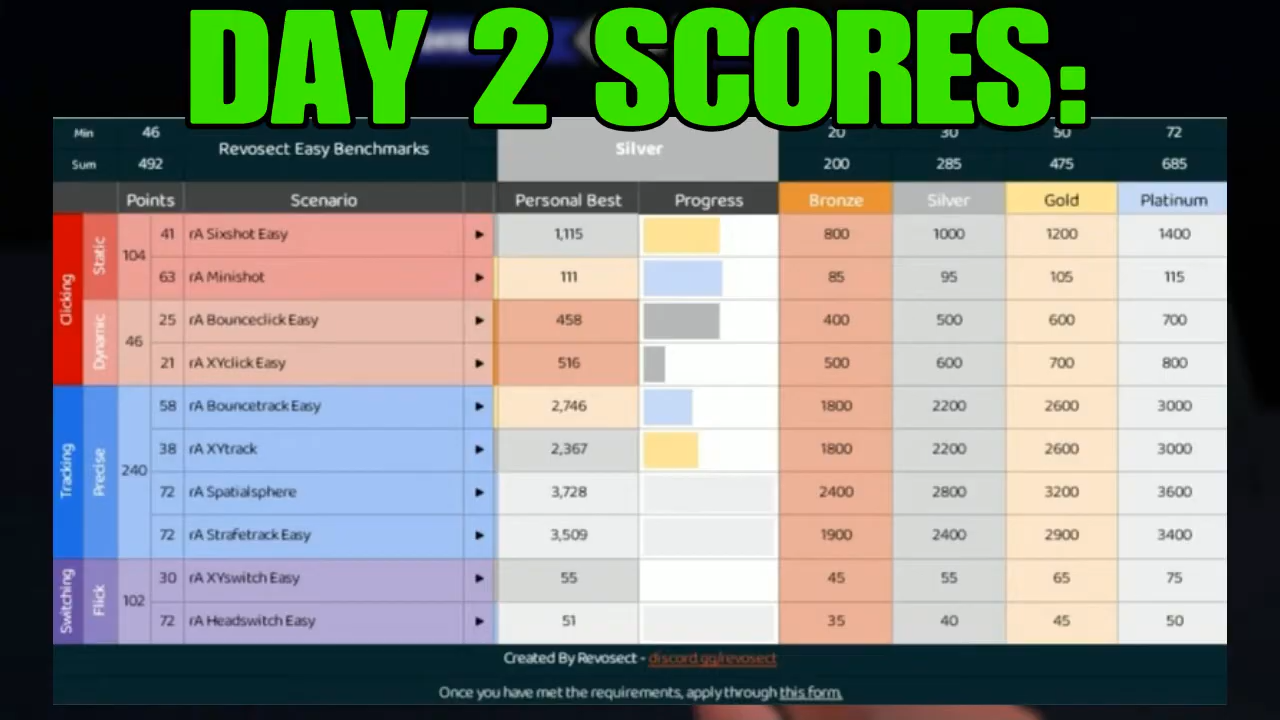 DAY 2 SCORES:
Min 46 Revosect Easy Benchmarks Silver 20 30 50 72
Sum 492 200 285 475 685
Points Scenario Personal Best Progress Bronze Silver Gold Platinum
Clicking Static 104 41 rA Sixshot Easy ▶ 1,115 800 1000 1200 1400
63 rA Minishot ▶ 111 85 95 105 115
Dynamic 46 25 rA Bounceclick Easy ▶ 458 400 500 600 700
21 rA XYclick Easy ▶ 516 500 600 700 800
Tracking Precise 240 58 rA Bouncetrack Easy ▶ 2,746 1800 2200 2600 3000
38 rA XYtrack ▶ 2,367 1800 2200 2600 3000
72 rA Spatialsphere ▶ 3,728 2400 2800 3200 3600
72 rA Strafetrack Easy ▶ 3,509 1900 2400 2900 3400
Switching Flick 102 30 rA XYswitch Easy ▶ 55 45 55 65 75
72 rA Headswitch Easy ▶ 51 35 40 45 50
Created By Revosect - discord.gg/revosect
Once you have met the requirements, apply through this form.